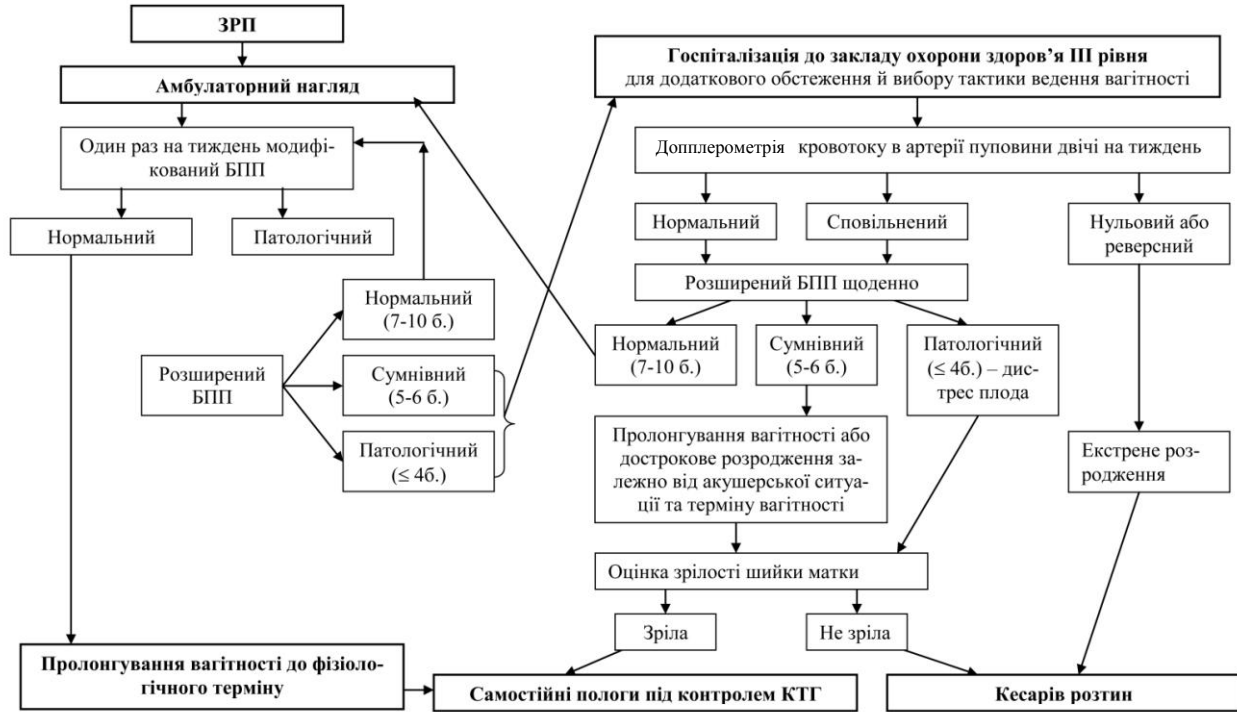 ЗРП
Амбулаторний нагляд
Один раз на тиждень модифі-
кований БПП
Нормальний
Патологічний
Розширений
БПП
Нормальний
(7-10 б.)
Сумнівний
(5-6 б.)
Патологічний
(≤ 4б.)
Пролонгування вагітності до фізіоло-
гічного терміну
Госпіталізація до закладу охорони здоров’я III рівня
для додаткового обстеження й вибору тактики ведення вагітності
Допплерометрія кровотоку в артерії пуповини двічі на тиждень
Нормальний
Сповільнений
Нульовий або
реверсний
Розширений БПП щоденно
Нормальний
(7-10 б.)
Сумнівний
(5-6 б.)
Патологічний
(≤ 4б.) – дис-
трес плода
Пролонгування вагітності або
дострокове розродження за-
лежно від акушерської ситуа-
ції та терміну вагітності
Екстрене роз-
родження
Оцінка зрілості шийки матки
Зріла
Не зріла
Самостійні пологи під контролем КТГ
Кесарів розтин